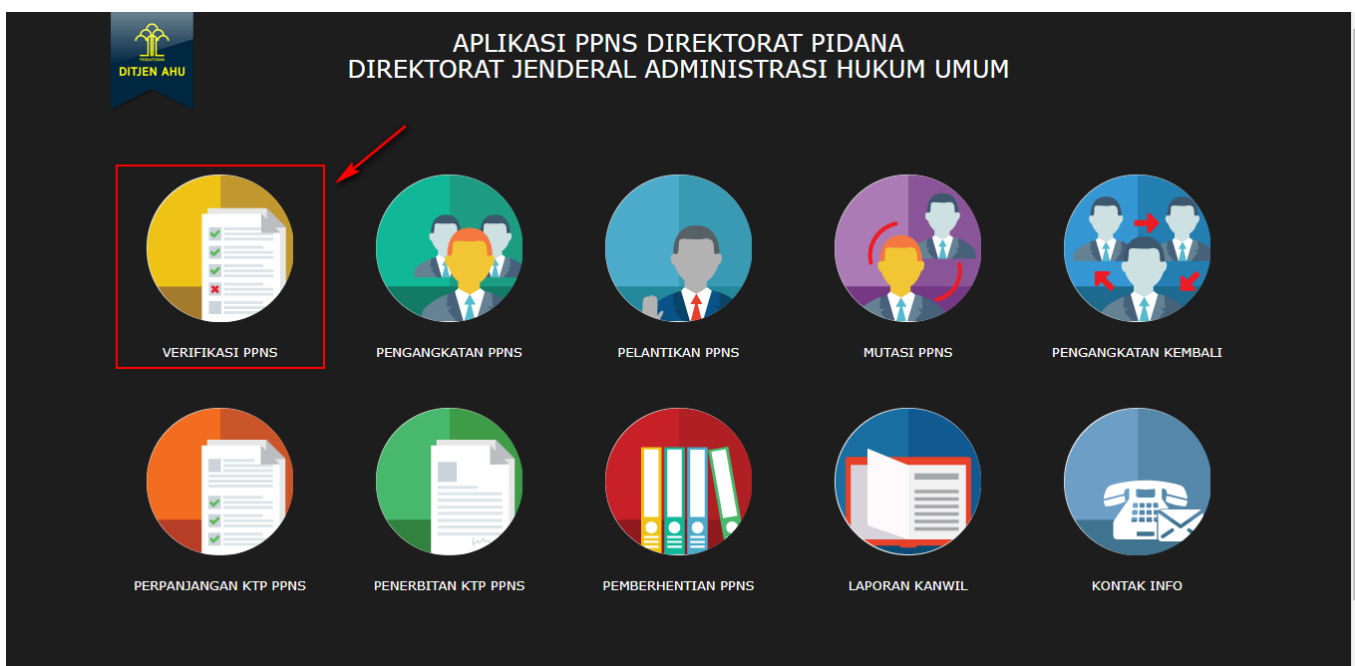 APLIKASI PPNS DIREKTORAT PIDANA
DIREKTORAT JENDERAL ADMINISTRASI HUKUM UMUM
PENGAYOMAN
DITJEN AHU
VERIFIKASI PPNS
PENGANGKATAN PPNS
PELANTIKAN PPNS
MUTASI PPNS
PENGANGKATAN KEMBALI
PERPANJANGAN KTP PPNS
PENERBITAN KTP PPNS
PEMBERHENTIAN PPNS
LAPORAN KANWIL
KONTAK INFO